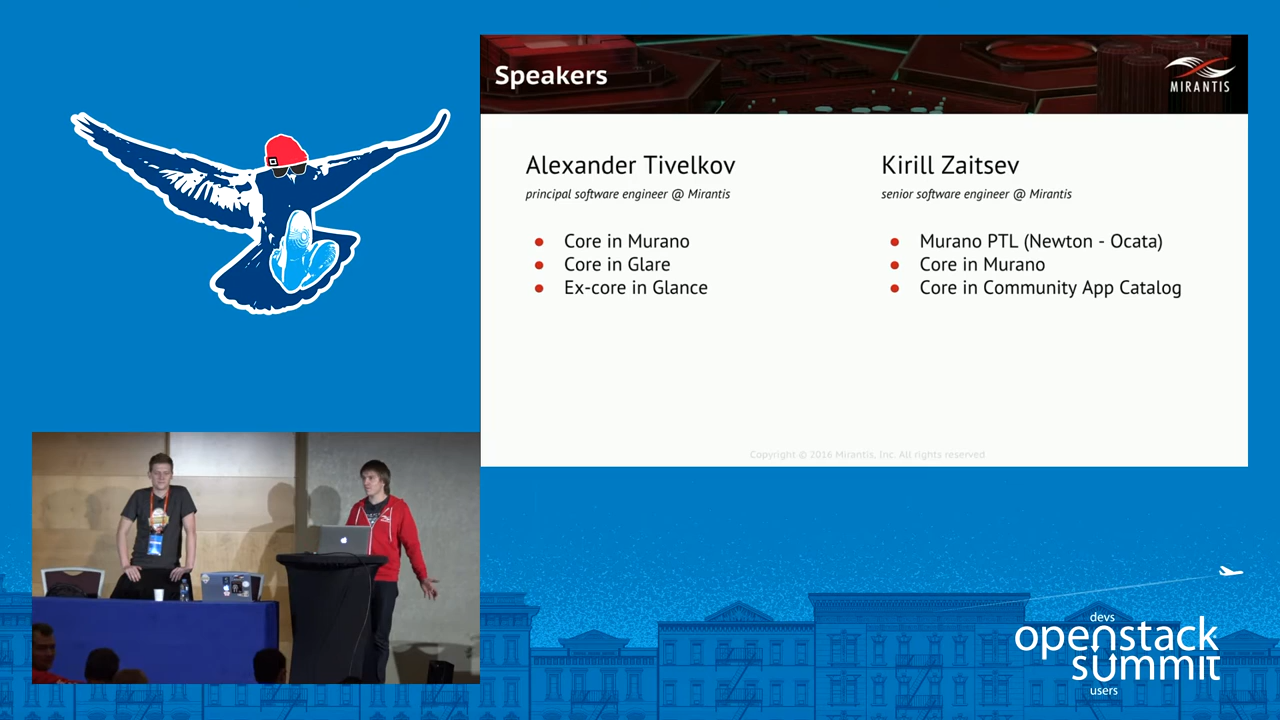 Speakers
MIRANTIS
Alexander Tivelkov
principal software engineer @ Mirantis
● Core in Murano
● Core in Glare
● Ex-core in Glance
Kirill Zaitsev
senior software engineer @ Mirantis
● Murano PTL (Newton - Ocata)
● Core in Murano
● Core in Community App Catalog
Copyright © 2016 Mirantis, Inc. All rights reserved
devs
openstack
summit
users